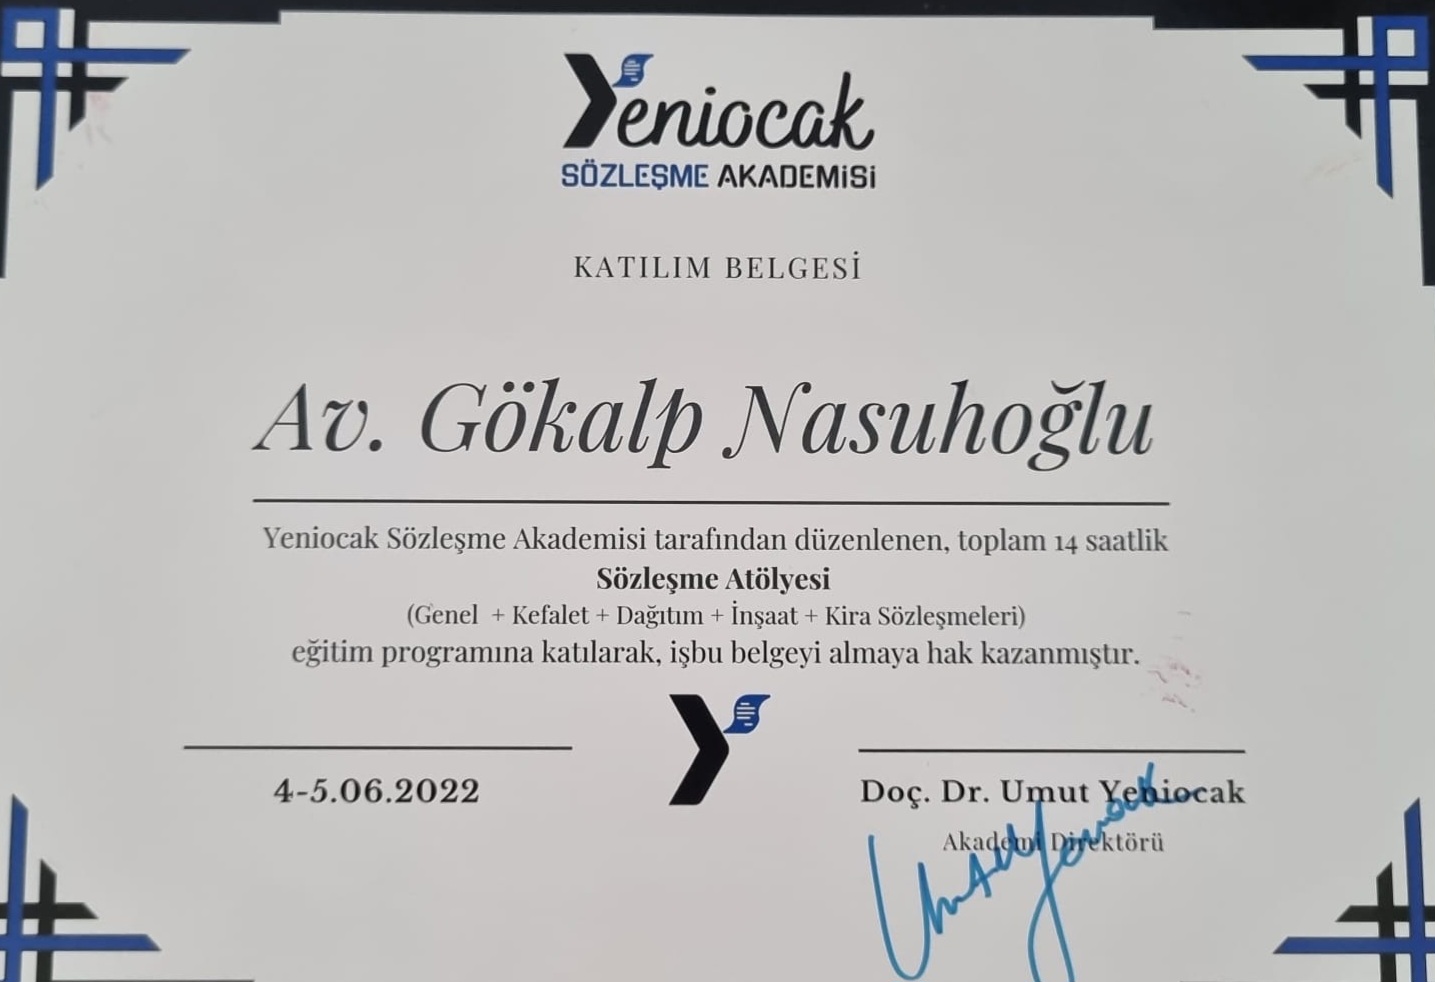 Yeniocak
SÖZLEŞME AKADEMİSİ
KATILIM BELGESİ
Av. Gökalp Nasuhoğlu
Yeniocak Sözleşme Akademisi tarafından düzenlenen, toplam 14 saatlik
Sözleşme Atölyesi
(Genel + Kefalet + Dağıtım + İnşaat + Kira Sözleşmeleri)
eğitim programına katılarak, işbu belgeyi almaya hak kazanmıştır.
4-5.06.2022
Doç. Dr. Umut Yeniocak
Akademi Direktörü
Umut Yeniocak